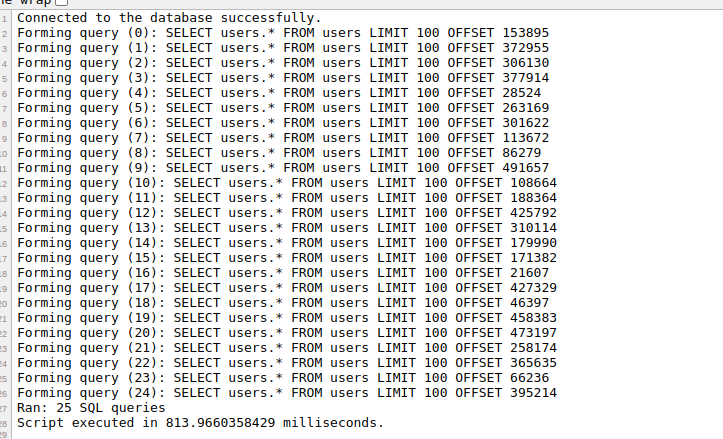 1 Connected to the database successfully.
2 Forming query (0): SELECT users.* FROM users LIMIT 100 OFFSET 153895
3 Forming query (1): SELECT users.* FROM users LIMIT 100 OFFSET 372955
4 Forming query (2): SELECT users.* FROM users LIMIT 100 OFFSET 306130
5 Forming query (3): SELECT users.* FROM users LIMIT 100 OFFSET 377914
6 Forming query (4): SELECT users.* FROM users LIMIT 100 OFFSET 28524
7 Forming query (5): SELECT users.* FROM users LIMIT 100 OFFSET 263169
8 Forming query (6): SELECT users.* FROM users LIMIT 100 OFFSET 301622
9 Forming query (7): SELECT users.* FROM users LIMIT 100 OFFSET 113672
10 Forming query (8): SELECT users.* FROM users LIMIT 100 OFFSET 86279
11 Forming query (9): SELECT users.* FROM users LIMIT 100 OFFSET 491657
12 Forming query (10): SELECT users.* FROM users LIMIT 100 OFFSET 108664
13 Forming query (11): SELECT users.* FROM users LIMIT 100 OFFSET 188364
14 Forming query (12): SELECT users.* FROM users LIMIT 100 OFFSET 425792
15 Forming query (13): SELECT users.* FROM users LIMIT 100 OFFSET 310114
16 Forming query (14): SELECT users.* FROM users LIMIT 100 OFFSET 179990
17 Forming query (15): SELECT users.* FROM users LIMIT 100 OFFSET 171382
18 Forming query (16): SELECT users.* FROM users LIMIT 100 OFFSET 21607
19 Forming query (17): SELECT users.* FROM users LIMIT 100 OFFSET 427329
20 Forming query (18): SELECT users.* FROM users LIMIT 100 OFFSET 46397
21 Forming query (19): SELECT users.* FROM users LIMIT 100 OFFSET 458383
22 Forming query (20): SELECT users.* FROM users LIMIT 100 OFFSET 473197
23 Forming query (21): SELECT users.* FROM users LIMIT 100 OFFSET 258174
24 Forming query (22): SELECT users.* FROM users LIMIT 100 OFFSET 365635
25 Forming query (23): SELECT users.* FROM users LIMIT 100 OFFSET 66236
26 Forming query (24): SELECT users.* FROM users LIMIT 100 OFFSET 395214
27 Ran: 25 SQL queries
28 Script executed in 813.9660358429 milliseconds.
29